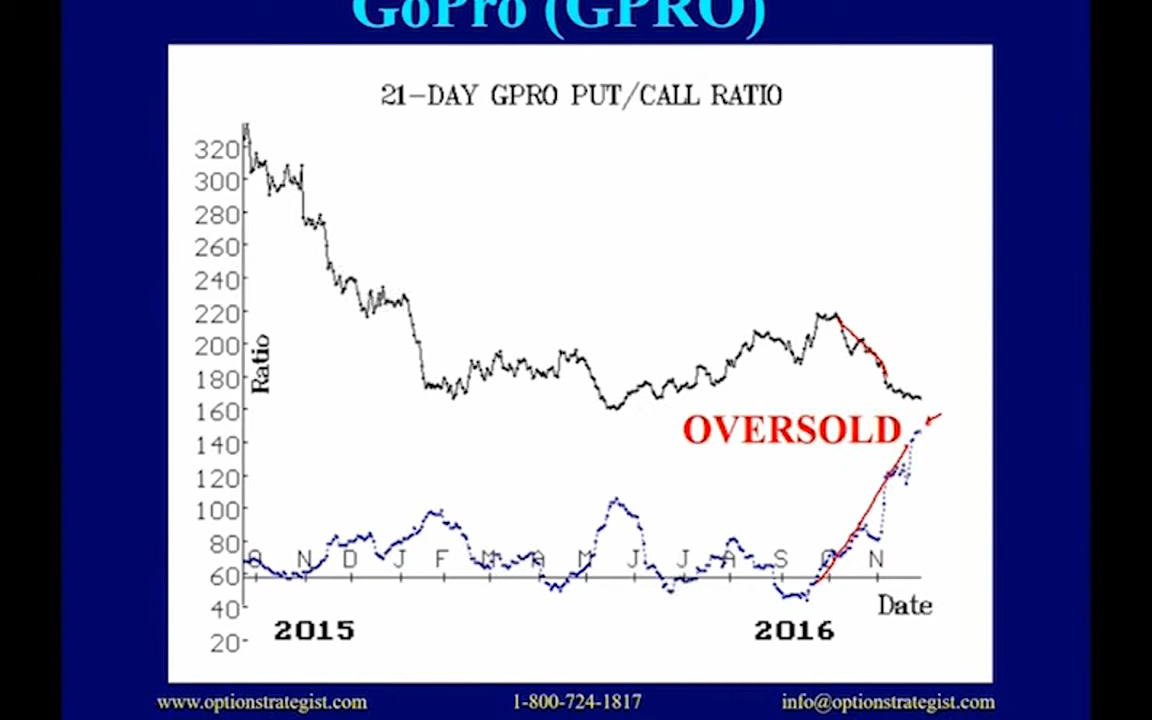 GoPro (GPRO)
21-DAY GPRO PUT/CALL RATIO
320
300
280
260
240
220
200
180
160
140
120
100
80
60
40
20
Ratio
OVERSOLD
O N D J F M A M J J A S O N
Date
2015 2016
www.optionstrategist.com 1-800-724-1817 info@optionstrategist.com